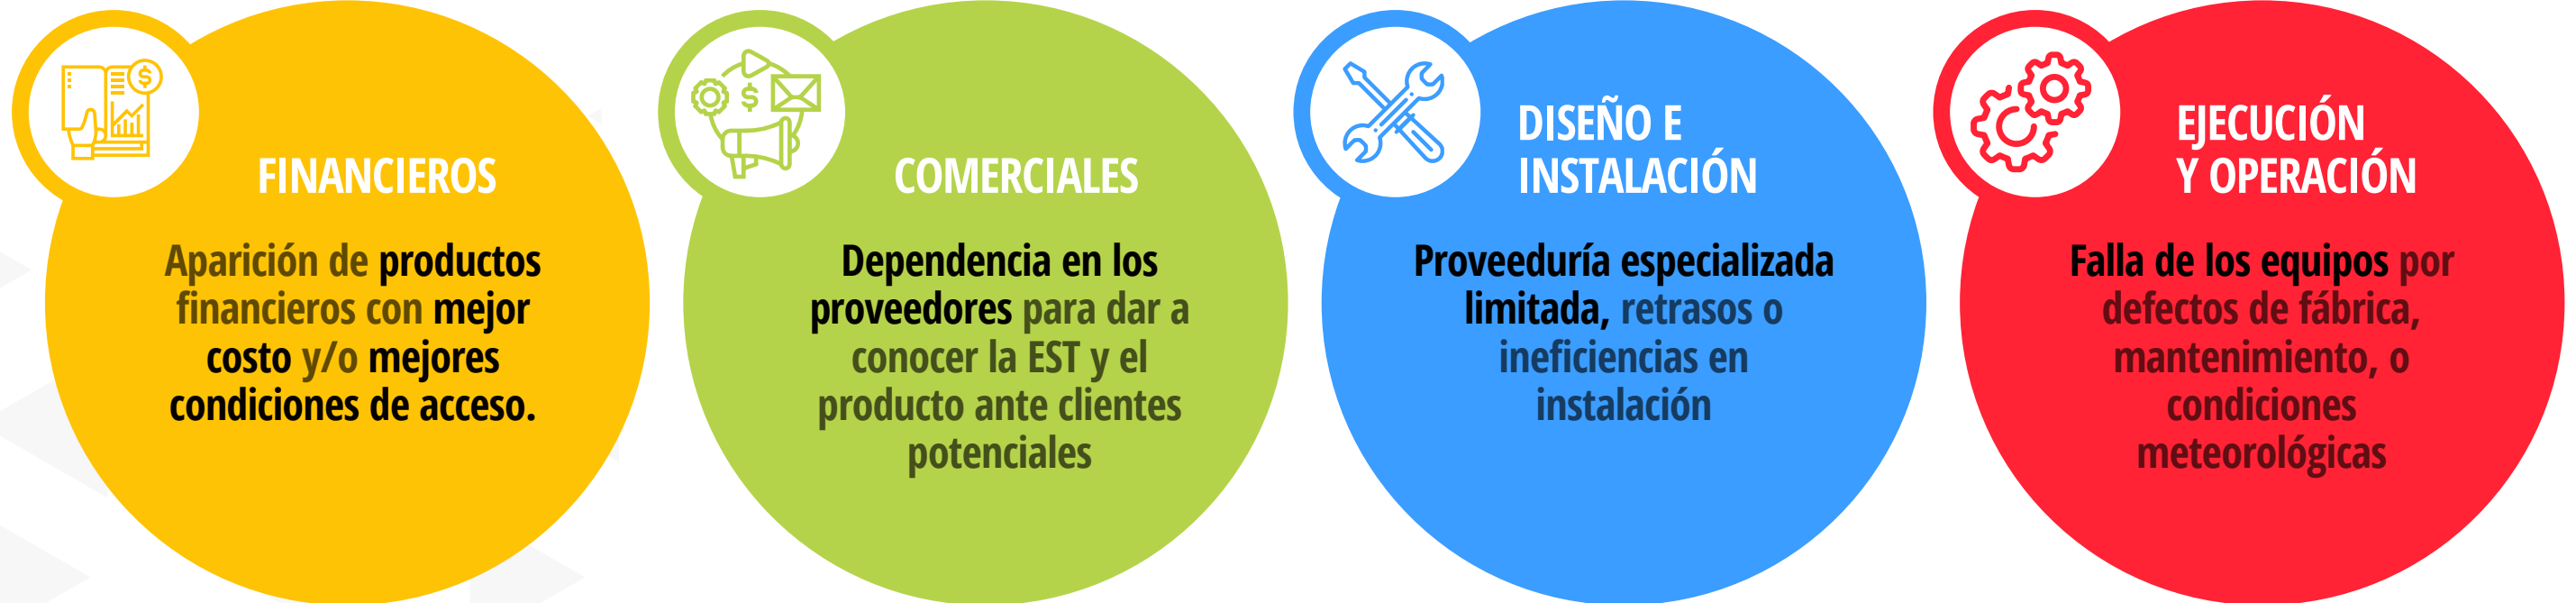 FINANCIEROS
Aparición de productos
financieros con mejor
costo y/o mejores
condiciones de acceso.
COMERCIALES
Dependencia en los
proveedores para dar a
conocer la EST y el
producto ante clientes
potenciales
DISEÑO E
INSTALACIÓN
Proveeduría especializada
limitada, retrasos o
ineficiencias en
instalación
EJECUCIÓN
Y OPERACIÓN
Falla de los equipos por
defectos de fábrica,
mantenimiento, o
condiciones
meteorológicas